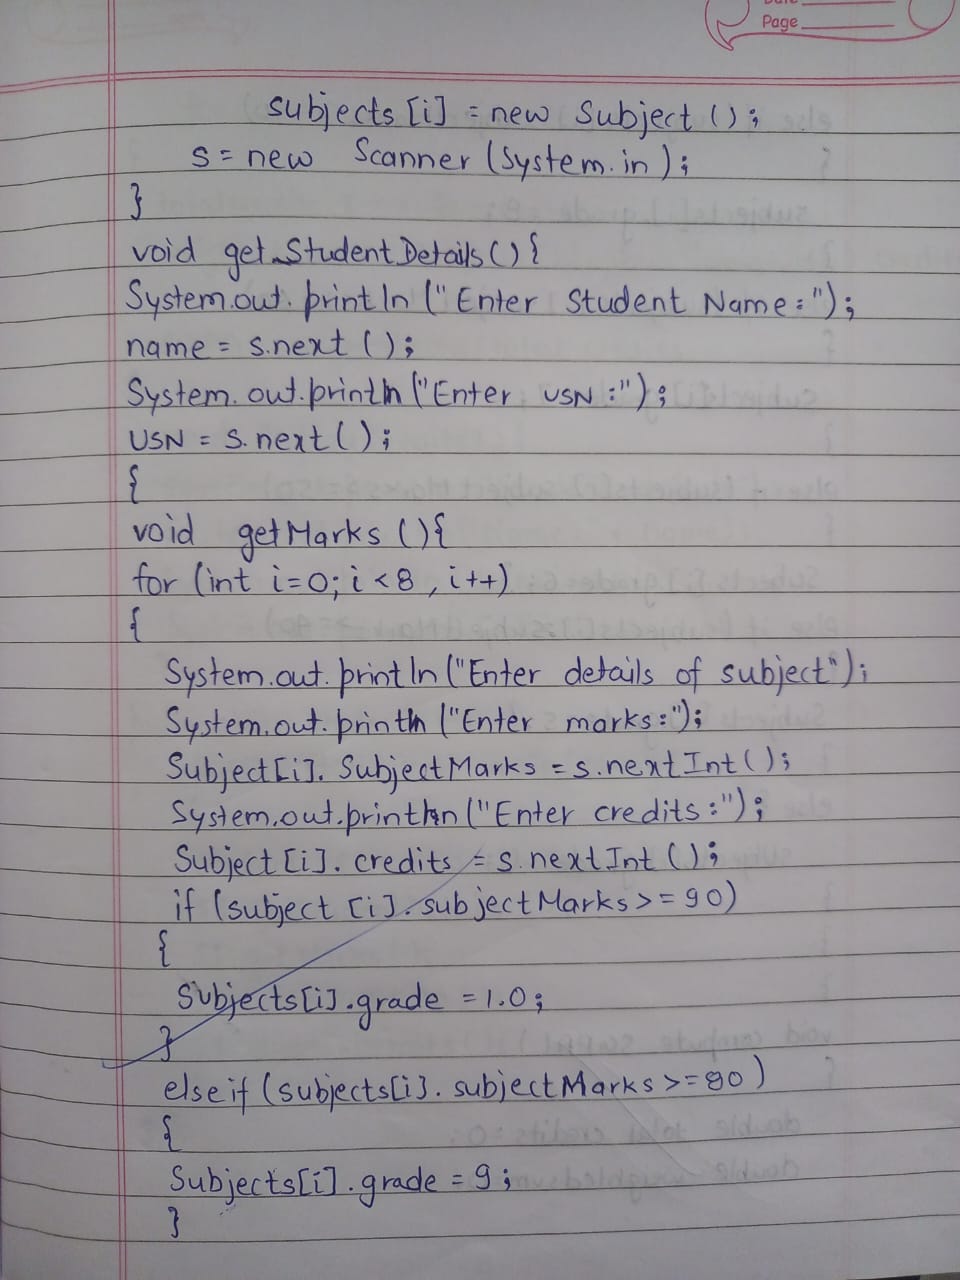 Page
subjects [i] = new Subject ();
s = new Scanner (System.in);
}
void get StudentDetails () {
System.out.println ("Enter Student Name:");
name = s.next ();
System.out.println ("Enter USN:");
USN = s.next ();
{
void getMarks () {
for (int i=0; i<8, i++)
{
System.out.println ("Enter details of subject");
System.out.println ("Enter marks:");
Subject[i]. SubjectMarks = s.nextInt ();
System.out.println ("Enter credits:");
Subject [i]. credits = s.nextInt ();
if (subject [i]. subjectMarks >= 90)
{
Subjects[i].grade = 1.0;
}
else if (subjects[i]. subjectMarks >= 80)
{
Subjects[i].grade = 9;
}